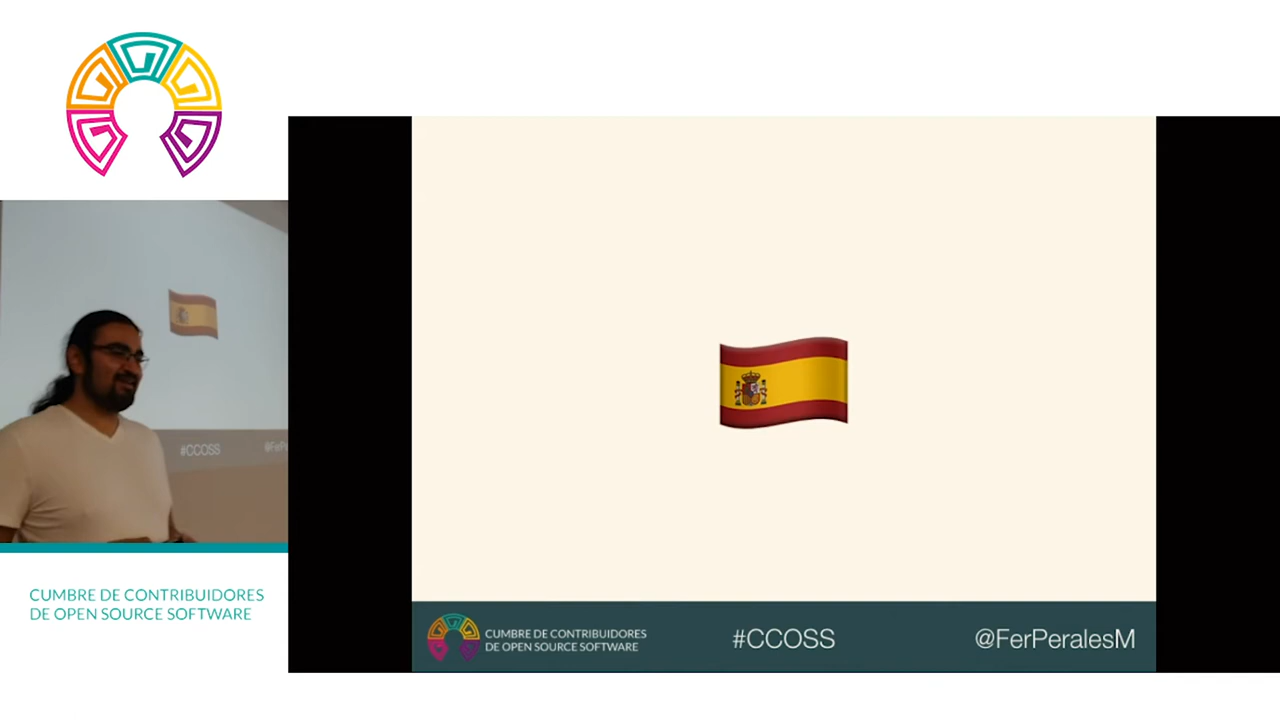 #CCOSS
CUMBRE DE CONTRIBUIDORES
DE OPEN SOURCE SOFTWARE
CUMBRE DE CONTRIBUIDORES
DE OPEN SOURCE SOFTWARE
#CCOSS
@FerPeralesM